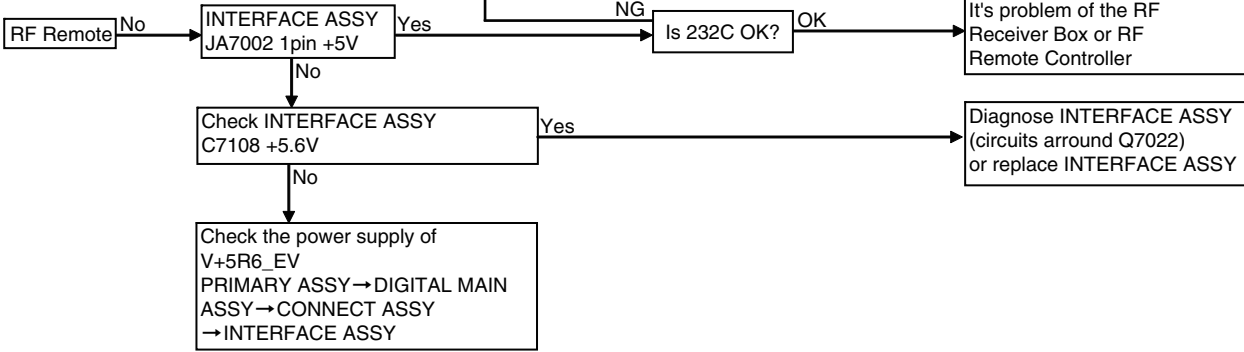 RF Remote
No
INTERFACE ASSY
JA7002 1pin +5V
Yes
NG
Is 232C OK?
OK
It's problem of the RF
Receiver Box or RF
Remote Controller
No
Check INTERFACE ASSY
C7108 +5.6V
Yes
Diagnose INTERFACE ASSY
(circuits arround Q7022)
or replace INTERFACE ASSY
No
Check the power supply of
V+5R6_EV
PRIMARY ASSY→DIGITAL MAIN
ASSY→CONNECT ASSY
→INTERFACE ASSY